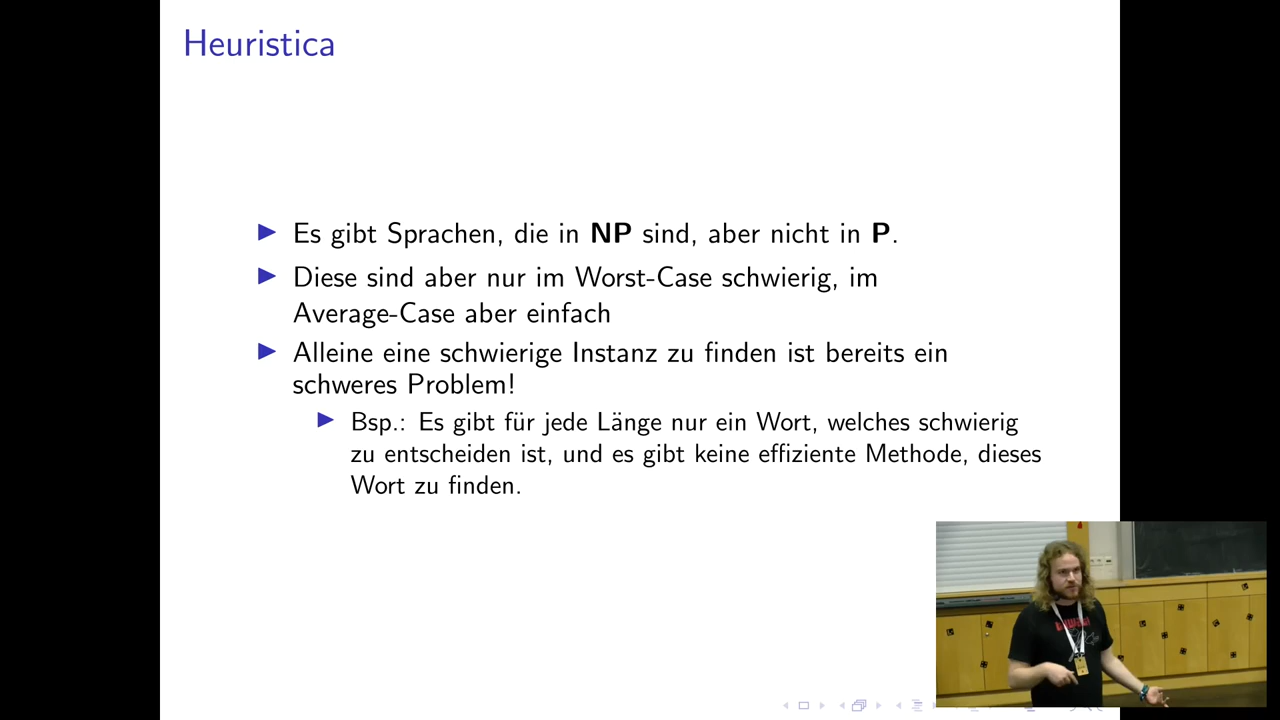 Heuristica
Es gibt Sprachen, die in NP sind, aber nicht in P.
Diese sind aber nur im Worst-Case schwierig, im
Average-Case aber einfach
Alleine eine schwierige Instanz zu finden ist bereits ein
schweres Problem!
Bsp.: Es gibt für jede Länge nur ein Wort, welches schwierig
zu entscheiden ist, und es gibt keine effiziente Methode, dieses
Wort zu finden.